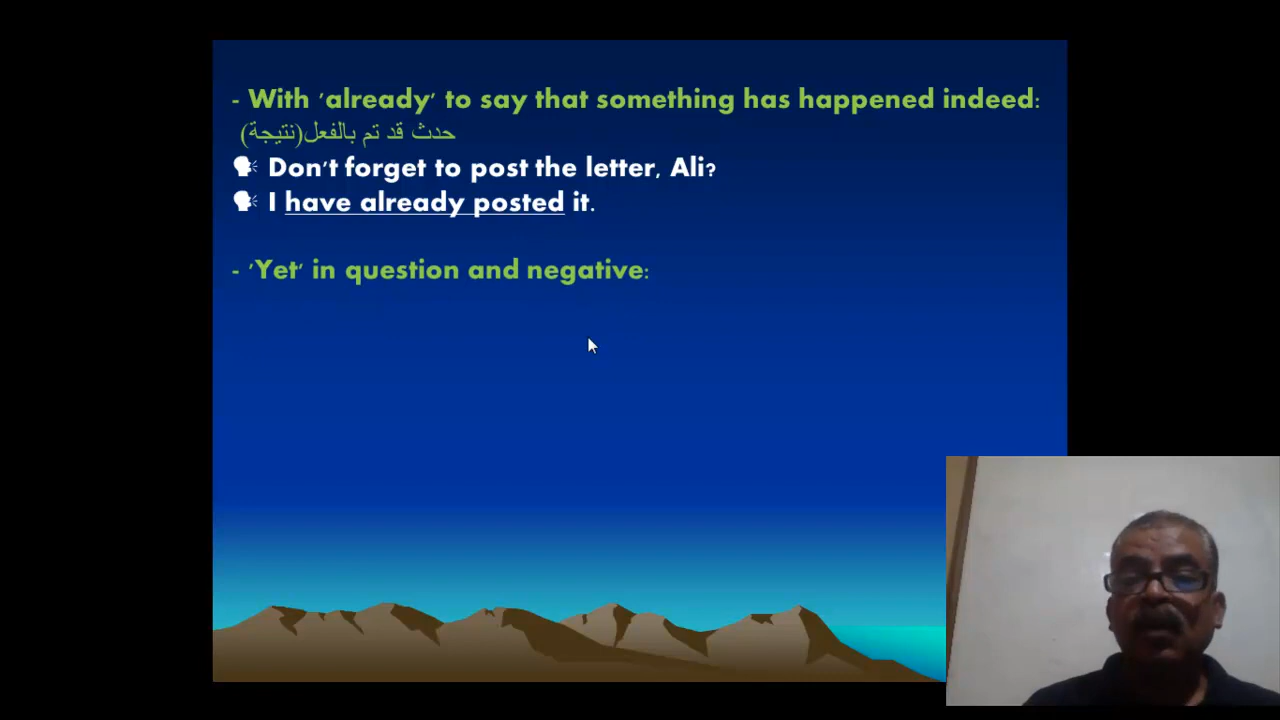 - With 'already' to say that something has happened indeed:
حدث قد تم بالفعل(نتيجة)
Don't forget to post the letter, Ali?
I have already posted it.
- 'Yet' in question and negative: